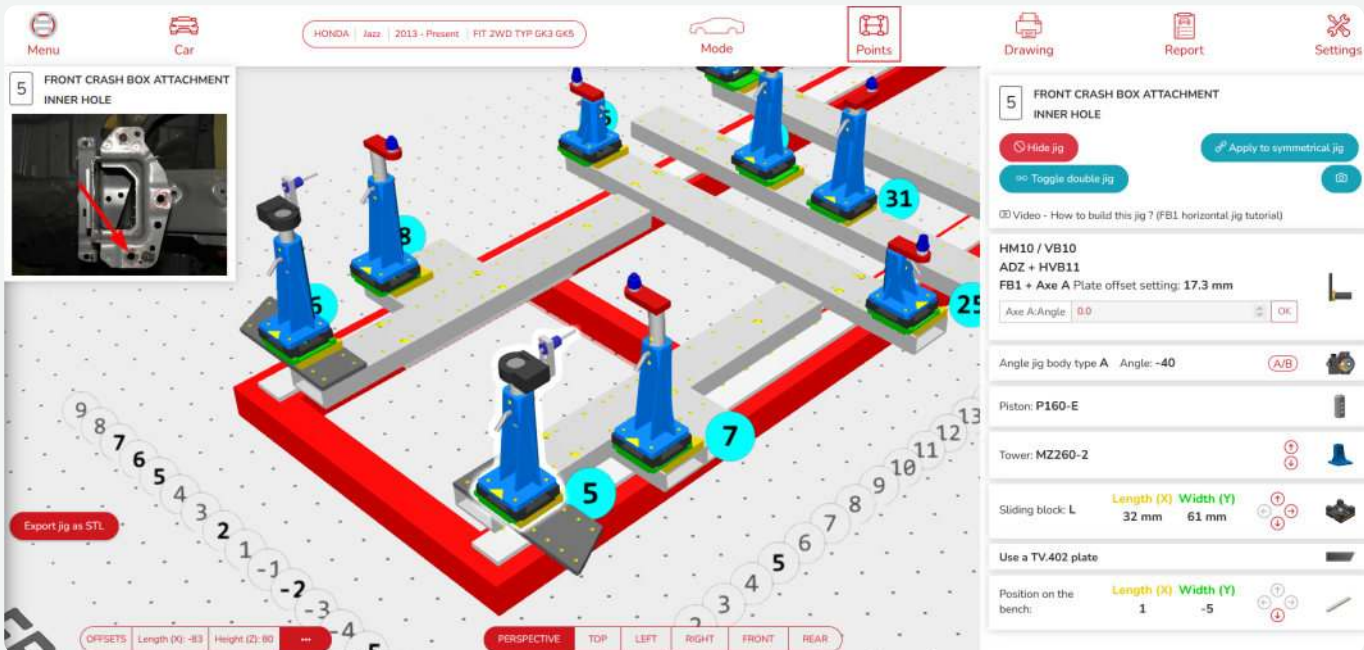 Menu
Car
HONDA Jazz 2013 - Present FIT 2WD TYP GK3 GK5
Mode
Points
Drawing
Report
Settings
5
FRONT CRASH BOX ATTACHMENT
INNER HOLE
5
8
6
31
25
7
5
9
8
7
6
5
4
3
2
1
-1
-2
-3
-4
-5
2
3
4
5
6
7
8
9
10
11
12
13
Export jig as STL
OFFSETS Length (X): -83 Height (Z): 80 •••
PERSPECTIVE TOP LEFT RIGHT FRONT REAR
5
FRONT CRASH BOX ATTACHMENT
INNER HOLE
Hide jig
Apply to symmetrical jig
Toggle double jig
Video - How to build this jig ? (FB1 horizontal jig tutorial)
HM10 / VB10
ADZ + HVB11
FB1 + Axe A Plate offset setting: 17.3 mm
Axe A:Angle 0.0 OK
Angle jig body type A Angle: -40 (A/B)
Piston: P160-E
Tower: MZ260-2
Sliding block: L
Length (X) Width (Y)
32 mm 61 mm
Use a TV.402 plate
Position on the
bench:
Length (X) Width (Y)
1 -5